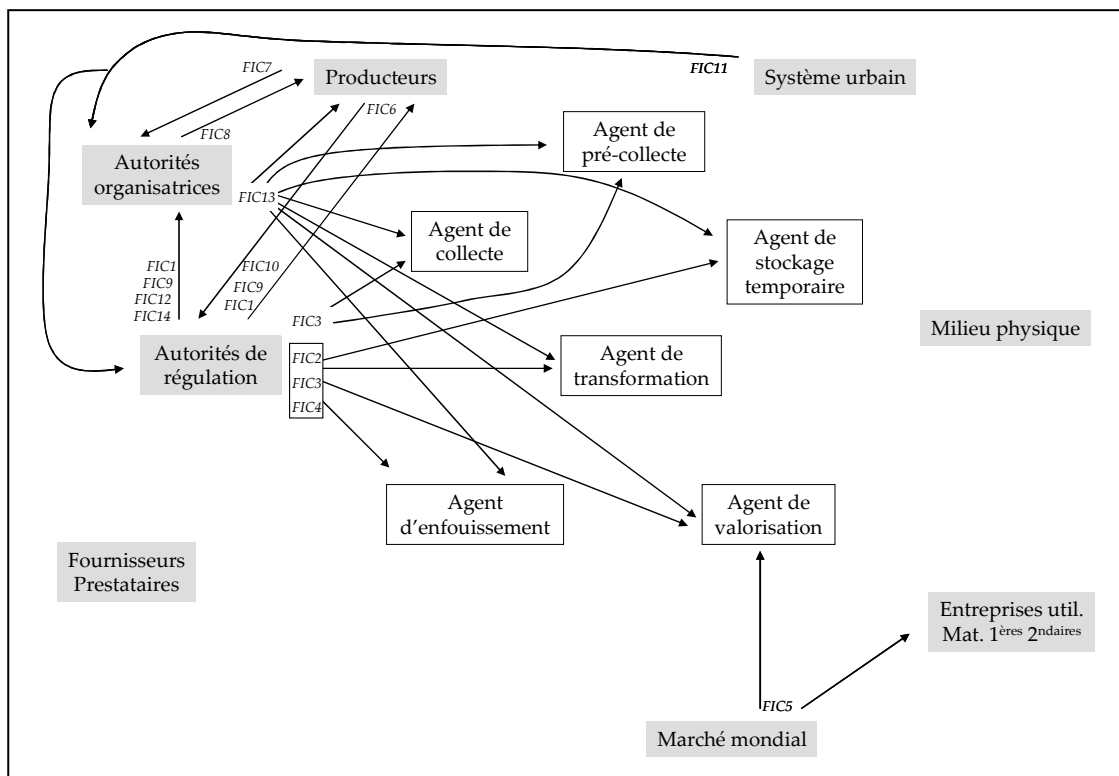 FIC7
Producteurs
FIC11
Système urbain
FIC6
FIC8
Agent de
pré-collecte
Autorités
organisatrices
FIC13
Agent de
collecte
Agent de
stockage
temporaire
FIC1
FIC9
FIC12
FIC14
FIC10
FIC9
FIC1
FIC3
Milieu physique
Autorités de
régulation
FIC2
FIC3
FIC4
Agent de
transformation
Agent
d'enfouissement
Agent de
valorisation
Fournisseurs
Prestataires
Entreprises util.
Mat. 1ères 2ndaires
FIC5
Marché mondial